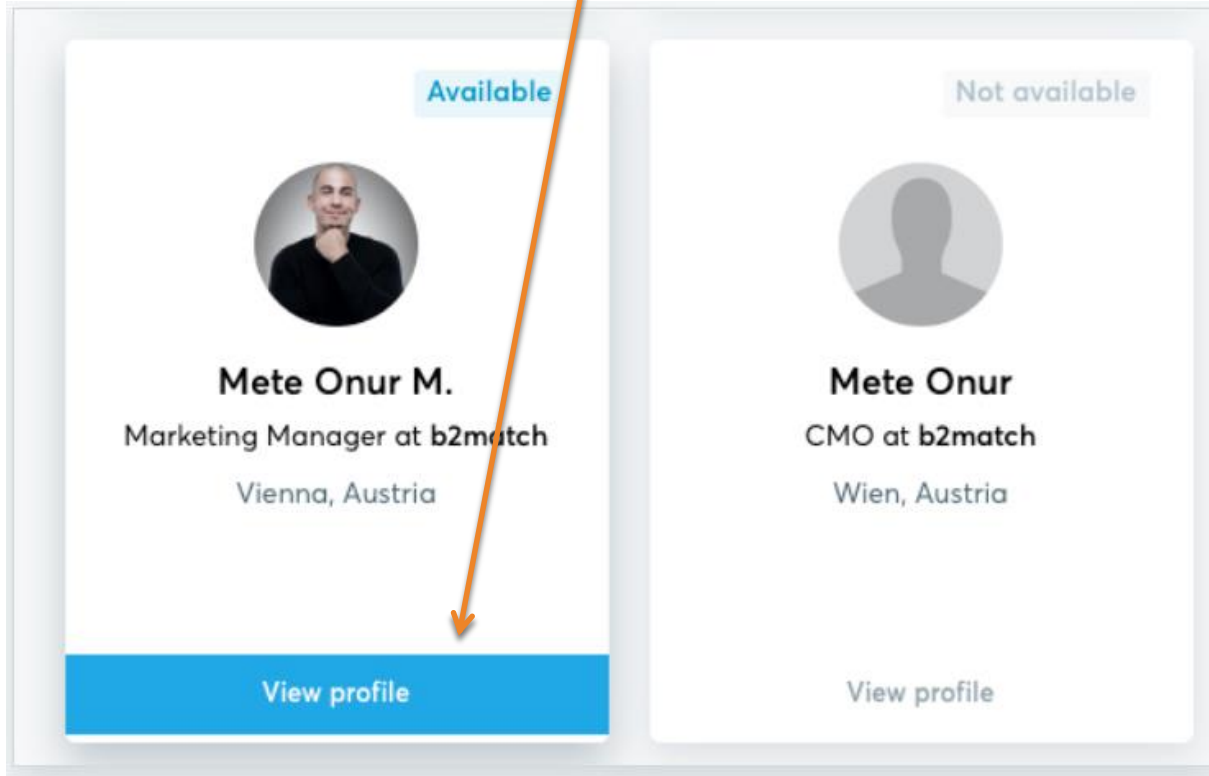 Available
Mete Onur M.
Marketing Manager at b2match
Vienna, Austria
View profile
Not available
Mete Onur
CMO at b2match
Wien, Austria
View profile